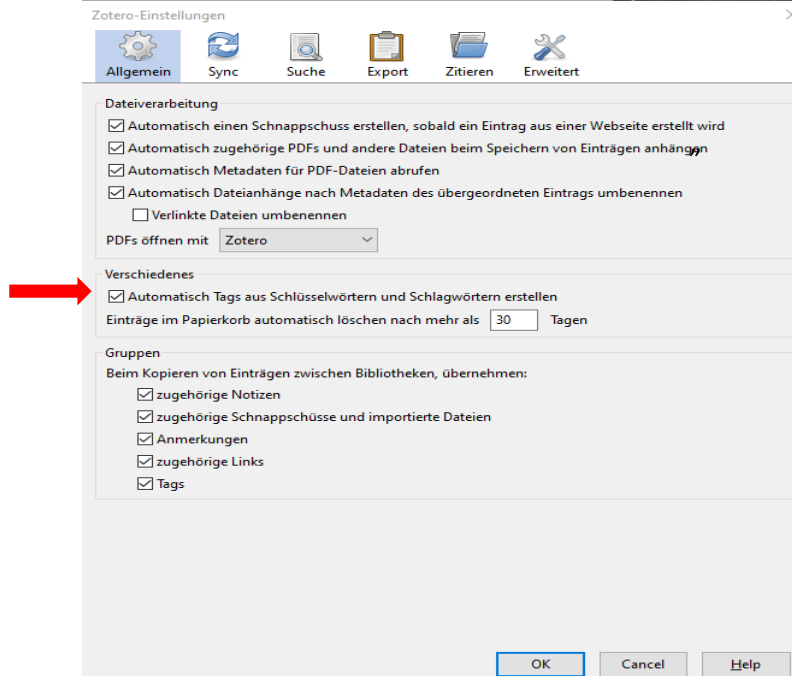 Zotero-Einstellungen
Allgemein Sync Suche Export Zitieren Erweitert
Dateiverarbeitung
Automatisch einen Schnappschuss erstellen, sobald ein Eintrag aus einer Webseite erstellt wird
Automatisch zugehörige PDFs und andere Dateien beim Speichern von Einträgen anhängen
Automatisch Metadaten für PDF-Dateien abrufen
Automatisch Dateianhänge nach Metadaten des übergeordneten Eintrags umbenennen
Verlinkte Dateien umbenennen
PDFs öffnen mit Zotero
Verschiedenes
Automatisch Tags aus Schlüsselwörtern und Schlagwörtern erstellen
Einträge im Papierkorb automatisch löschen nach mehr als 30 Tagen
Gruppen
Beim Kopieren von Einträgen zwischen Bibliotheken, übernehmen:
zugehörige Notizen
zugehörige Schnappschüsse und importierte Dateien
Anmerkungen
zugehörige Links
Tags
OK Cancel Help